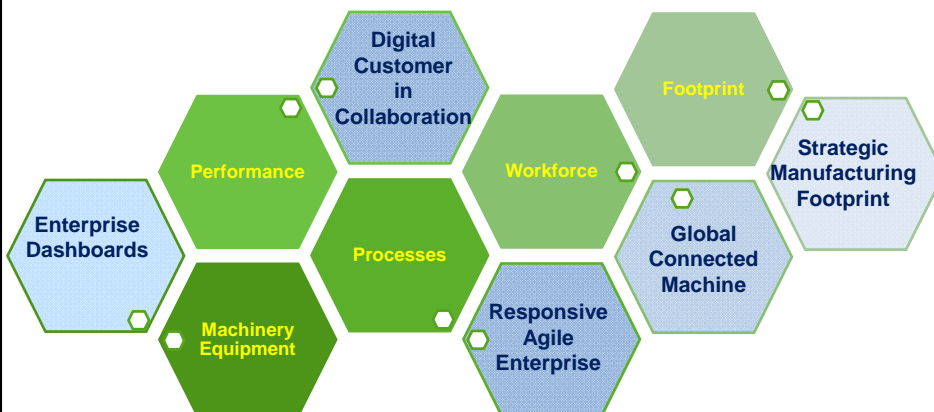 Digital
Customer
in
Collaboration
Footprint
Performance
Workforce
Strategic
Manufacturing
Footprint
Enterprise
Dashboards
Processes
Global
Connected
Machine
Machinery
Equipment
Responsive
Agile
Enterprise